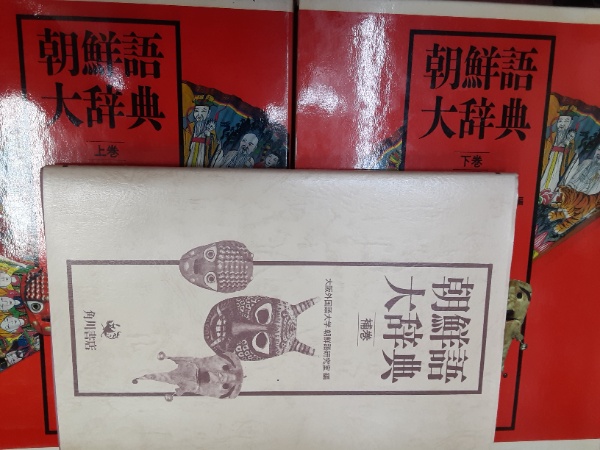 朝鮮語
大辞典
上巻
朝鮮語
大辞典
下巻
朝鮮語
大辞典
補巻
大阪外国語大学 朝鮮語研究室 編
角川書店